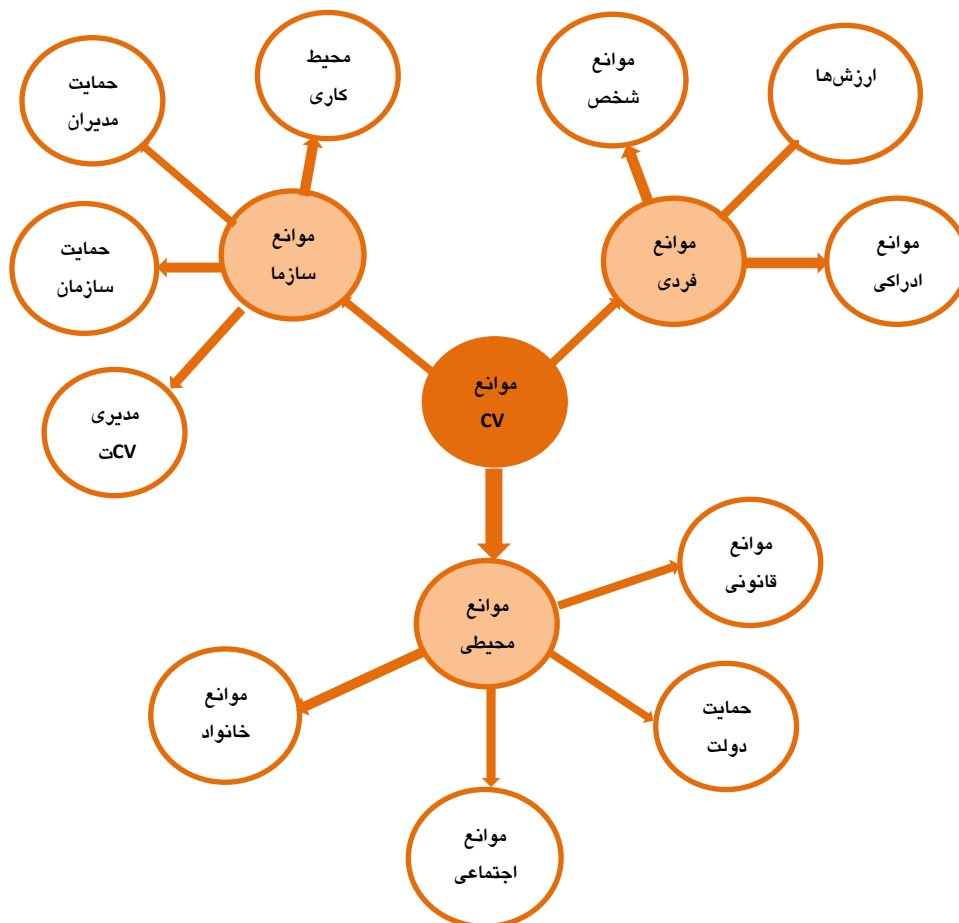 محیط
کاری
موانع
شخص
ارزش‌ها
حمایت
مدیران
موانع
سازما
موانع
فردی
موانع
ادراکی
حمایت
سازمان
موانع
CV
مدیری
تCV
موانع
قانونی
موانع
محیطی
موانع
خانواد
حمایت
دولت
موانع
اجتماعی